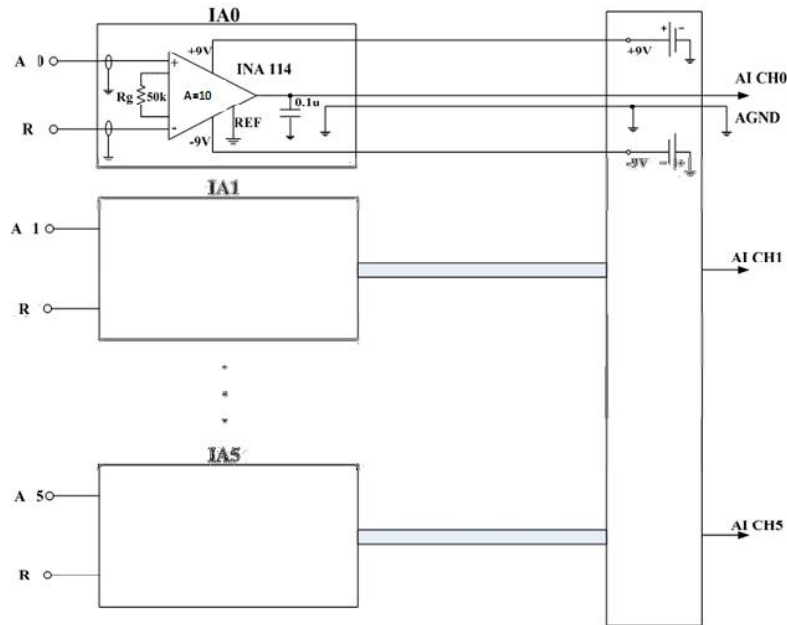 IA0
A 0
+9V
INA 114
+9V
+ -
Rg 50k
A=10
+
-
0.1u
AI CH0
R
REF
AGND
-9V
-9V
- +
IA1
A 1
AI CH1
R
IA5
A 5
AI CH5
R